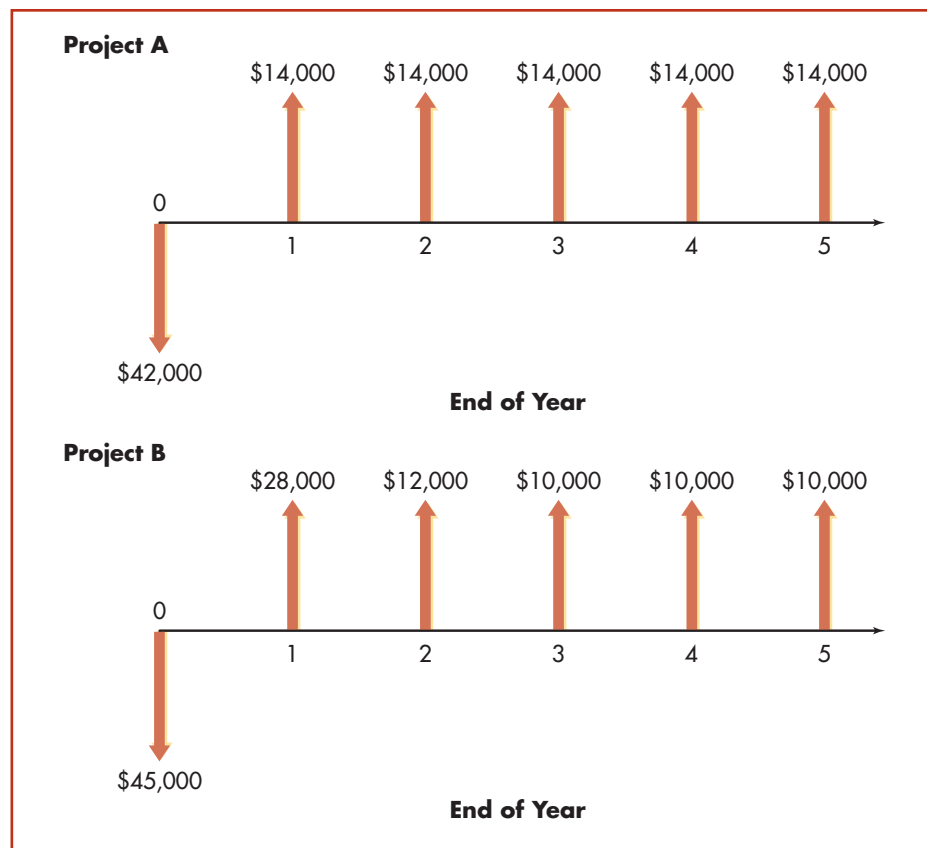 Project A
$14,000 $14,000 $14,000 $14,000 $14,000
0
1 2 3 4 5
$42,000
End of Year
Project B
$28,000 $12,000 $10,000 $10,000 $10,000
0
1 2 3 4 5
$45,000
End of Year